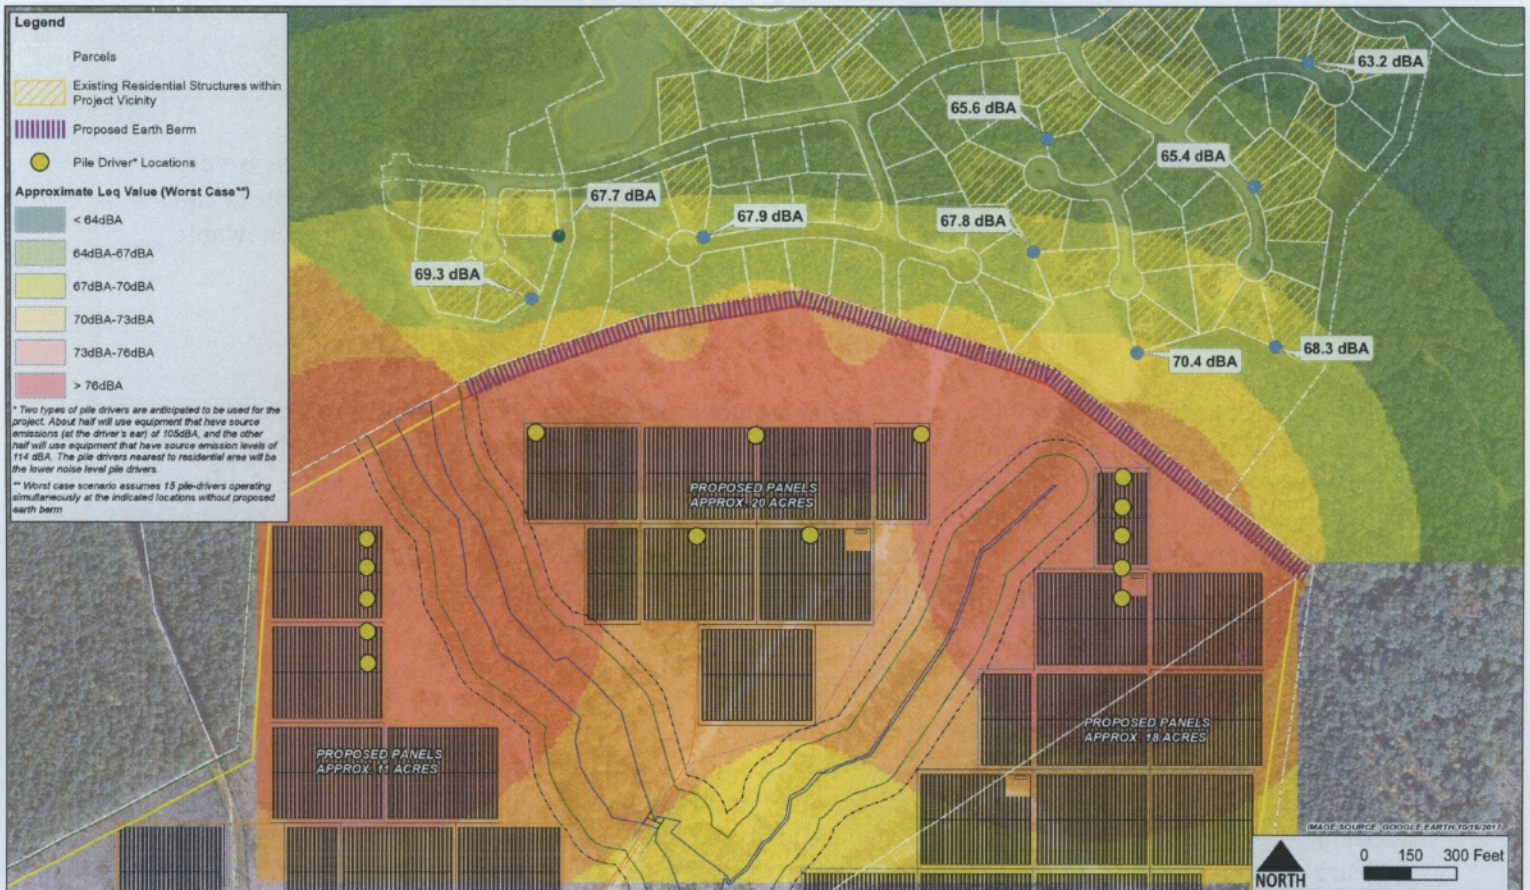 Legend
Parcels
Existing Residential Structures within
Project Vicinity
Proposed Earth Berm
Pile Driver* Locations
Approximate Leq Value (Worst Case**)
< 64dBA
64dBA-67dBA
67dBA-70dBA
70dBA-73dBA
73dBA-76dBA
> 76dBA
* Two types of pile drivers are anticipated to be used for the
project. About half will use equipment that have source
emissions (at the driver's ear) of 105dBA, and the other
half will use equipment that have source emission levels of
114 dBA. The pile drivers nearest to residential area will be
the lower noise level pile drivers.
** Worst case scenario assumes 15 pile-drivers operating
simultaneously at the indicated locations without proposed
earth berm
63.2 dBA
65.6 dBA
65.4 dBA
67.7 dBA
67.9 dBA
67.8 dBA
69.3 dBA
70.4 dBA
68.3 dBA
PROPOSED PANELS
APPROX. 20 ACRES
PROPOSED PANELS
APPROX. 11 ACRES
PROPOSED PANELS
APPROX. 18 ACRES
IMAGE SOURCE: GOOGLE EARTH 10/19/2017
NORTH
0 150 300 Feet